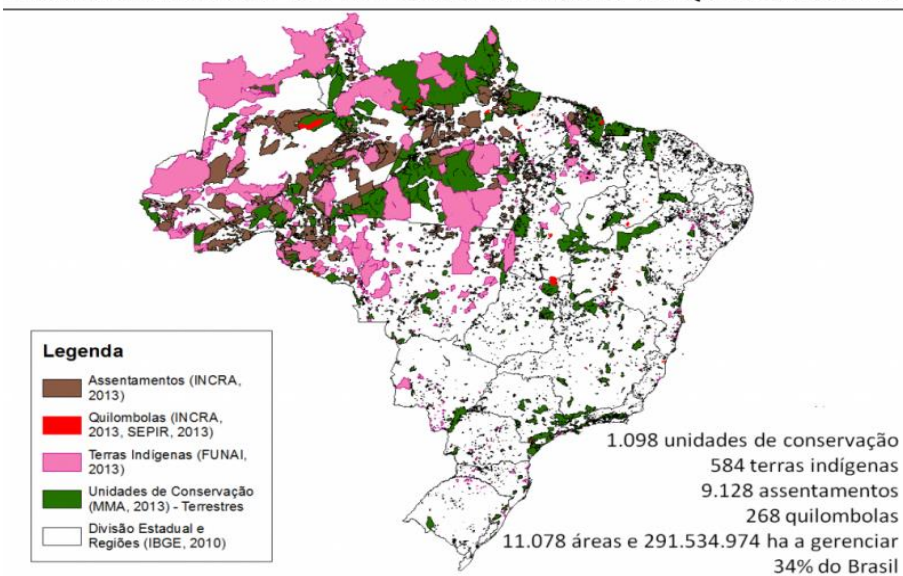 Legenda
Assentamentos (INCRA,
2013)
Quilombolas (INCRA,
2013, SEPIR, 2013)
Terras Indígenas (FUNAI,
2013)
Unidades de Conservação
(MMA, 2013) - Terrestres
Divisão Estadual e
Regiões (IBGE, 2010)
1.098 unidades de conservação
584 terras indígenas
9.128 assentamentos
268 quilombolas
11.078 áreas e 291.534.974 ha a gerenciar
34% do Brasil